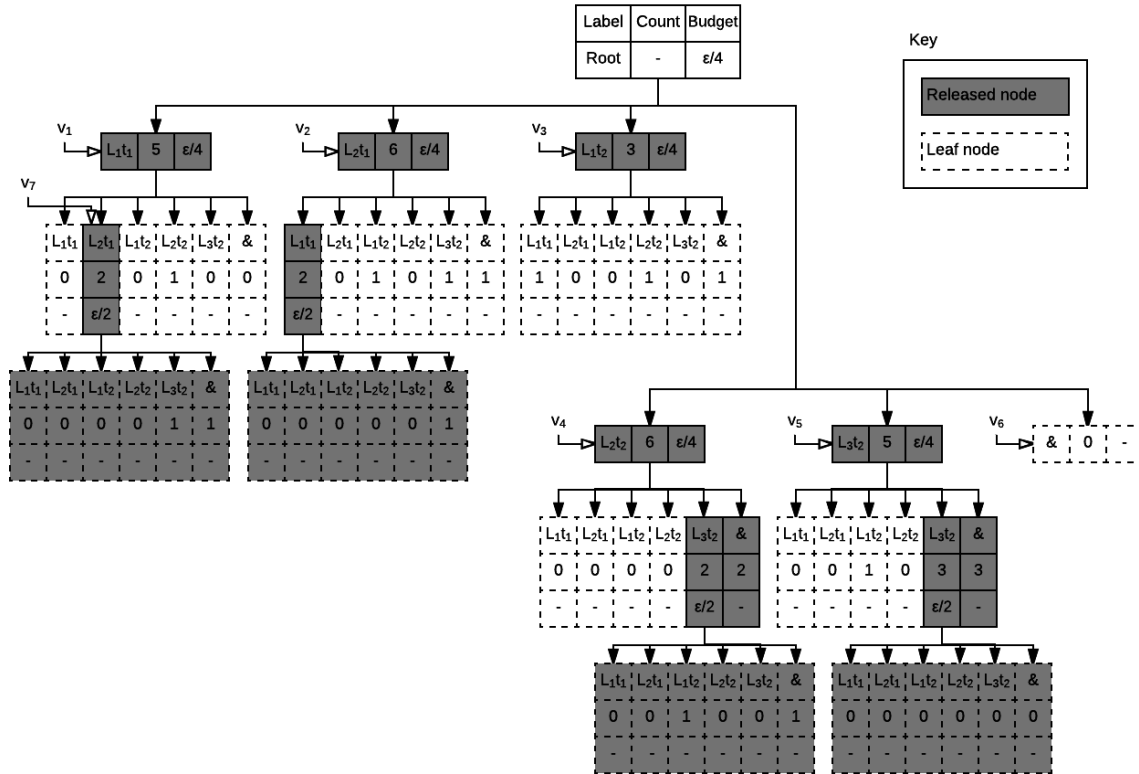 Label Count Budget
Root - ε/4
Key
Released node
Leaf node
v1
L1t1 5 ε/4
v2
L2t1 6 ε/4
v3
L1t2 3 ε/4
v7
L1t1 L2t1 L1t2 L2t2 L3t2 &
0 2 0 1 0 0
- ε/2 - - - -
L1t1 L2t1 L1t2 L2t2 L3t2 &
2 0 1 0 1 1
ε/2 - - - - -
L1t1 L2t1 L1t2 L2t1 L3t2 &
1 0 0 1 0 1
- - - - - -
L1t1 L2t1 L1t2 L2t2 L3t2 &
0 0 0 0 1 1
- - - - - -
L1t1 L2t1 L1t2 L2t2 L3t2 &
0 0 0 0 0 1
- - - - - -
v4
L2t2 6 ε/4
v5
L3t2 5 ε/4
v6
& 0 -
L1t1 L2t1 L1t2 L2t2 L3t2 &
0 0 0 0 2 2
- - - - ε/2 -
L1t1 L2t1 L1t2 L2t2 L3t2 &
0 0 1 0 3 3
- - - - ε/2 -
L1t1 L2t1 L1t2 L2t2 L3t2 &
0 0 1 0 0 1
- - - - - -
L1t1 L2t1 L1t2 L2t2 L3t2 &
0 0 0 0 0 0
- - - - - -